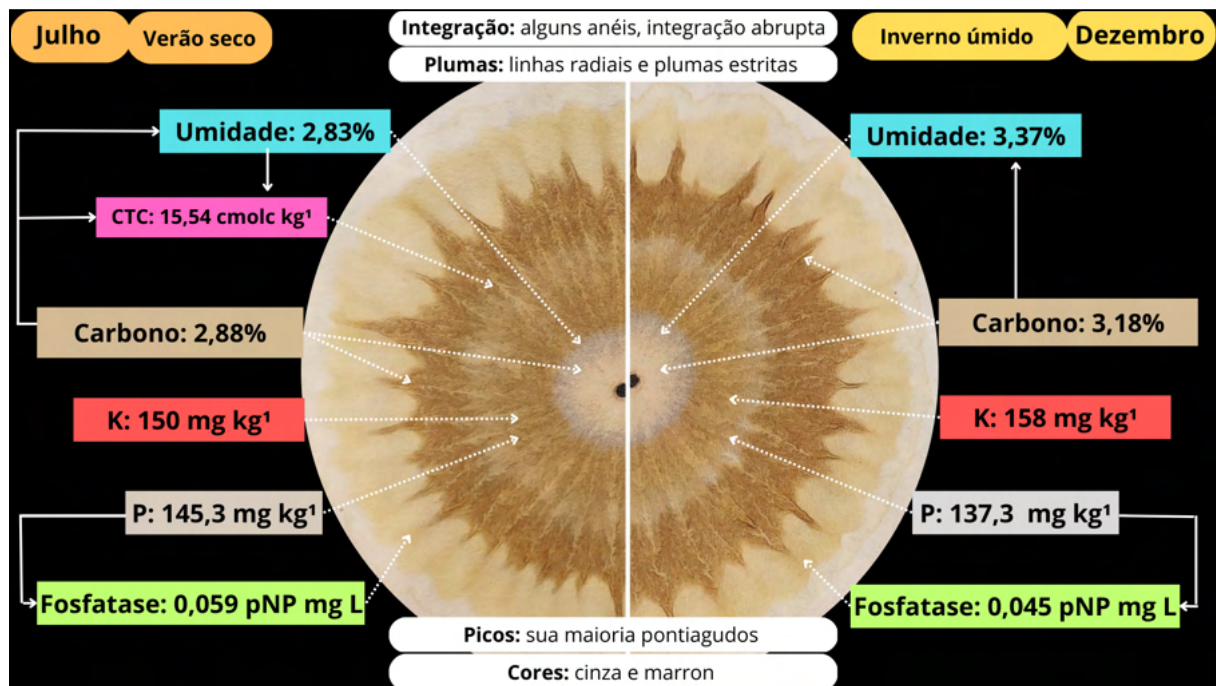 Julho
Verão seco
Integração: alguns anéis, integração abrupta
Plumas: linhas radiais e plumas estritas
Inverno úmido
Dezembro
Umidade: 2,83%
CTC: 15,54 cmolc kg¹
Carbono: 2,88%
K: 150 mg kg¹
P: 145,3 mg kg¹
Fosfatase: 0,059 pNP mg L
Umidade: 3,37%
Carbono: 3,18%
K: 158 mg kg¹
P: 137,3 mg kg¹
Fosfatase: 0,045 pNP mg L
Picos: sua maioria pontiagudos
Cores: cinza e marron